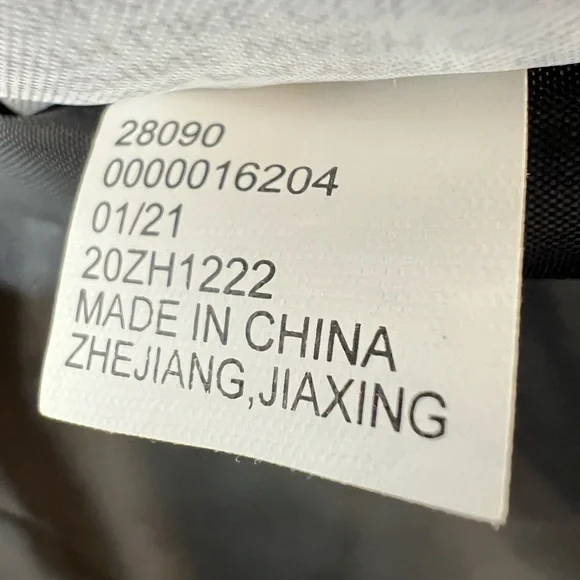 28090
0000016204
01/21
20ZH1222
MADE IN CHINA
ZHEJIANG,JIAXING